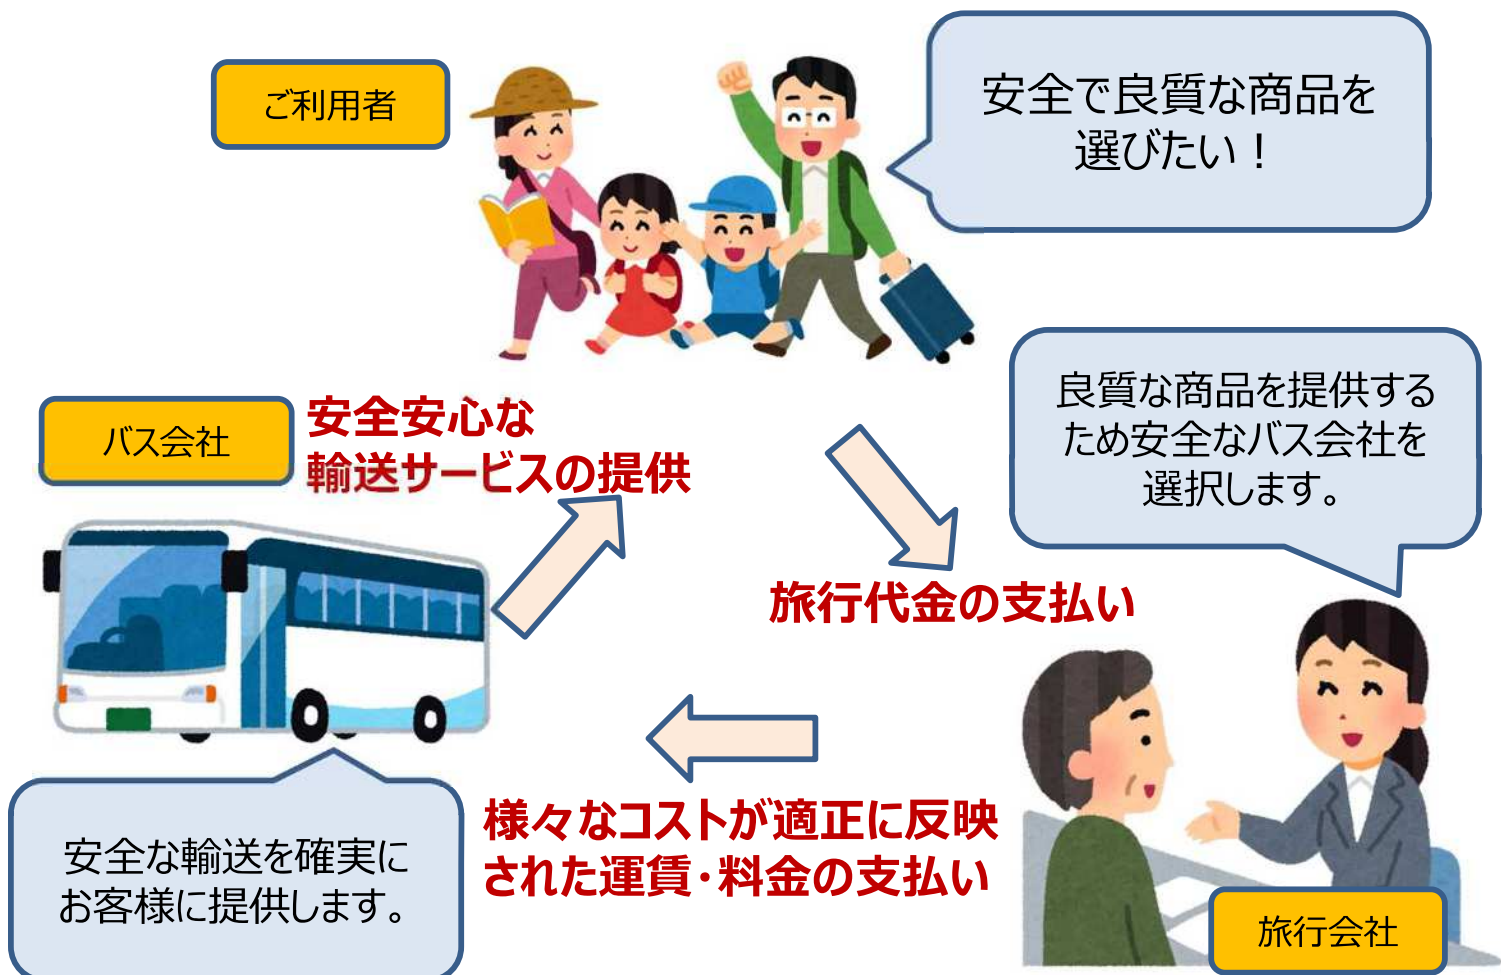 ご利用者
安全で良質な商品を
選びたい！
バス会社
安全安心な
輸送サービスの提供
良質な商品を提供する
ため安全なバス会社を
選択します。
旅行代金の支払い
様々なコストが適正に反映
された運賃・料金の支払い
安全な輸送を確実に
お客様に提供します。
旅行会社